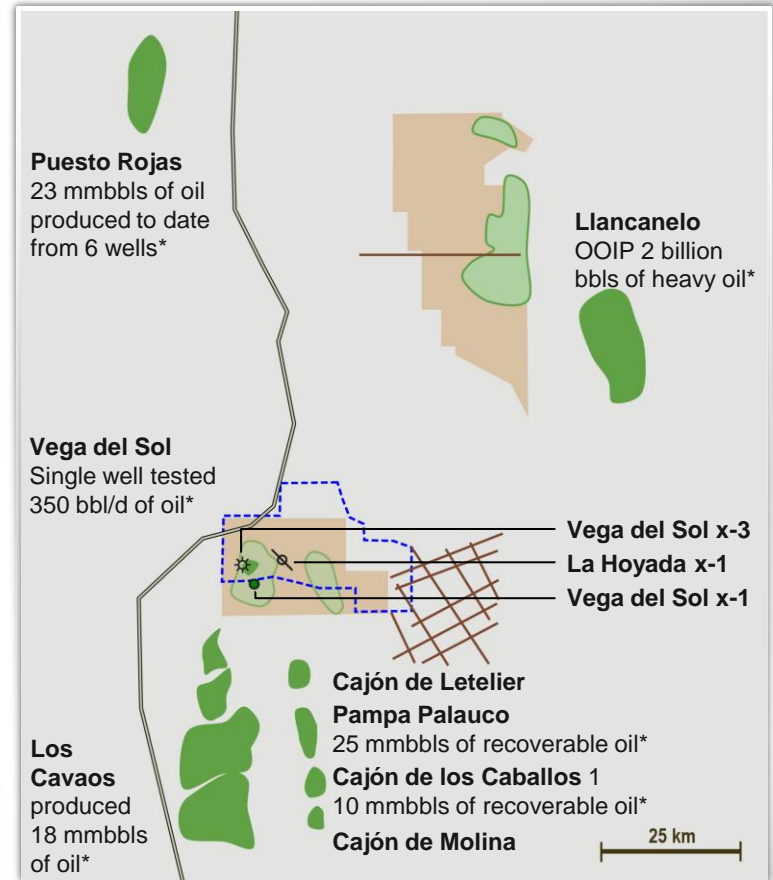 Puesto Rojas
23 mmbbls of oil
produced to date
from 6 wells*
Llancanelo
OOIP 2 billion
bbls of heavy oil*
Vega del Sol
Single well tested
350 bbl/d of oil*
Vega del Sol x-3
La Hoyada x-1
Vega del Sol x-1
Cajón de Letelier
Pampa Palauco
25 mmbbls of recoverable oil*
Cajón de los Caballos 1
10 mmbbls of recoverable oil*
Cajón de Molina
Los
Cavaos
produced
18 mmbbls
of oil*
25 km